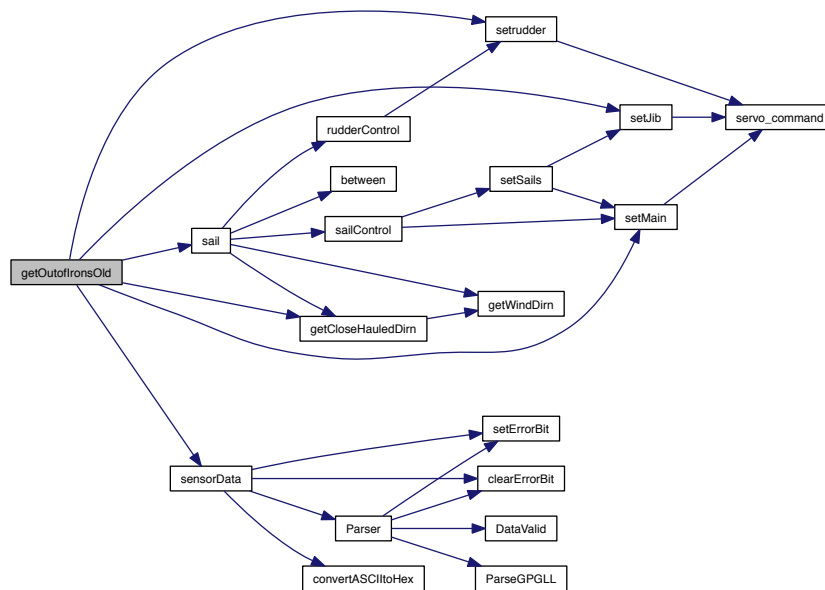 setrudder
setJib
servo_command
rudderControl
between
setSails
sailControl
setMain
sail
getOutofIronsOld
getWindDirn
getCloseHauledDirn
setErrorBit
sensorData
clearErrorBit
Parser
DataValid
convertASCIItoHex
ParseGPGLL